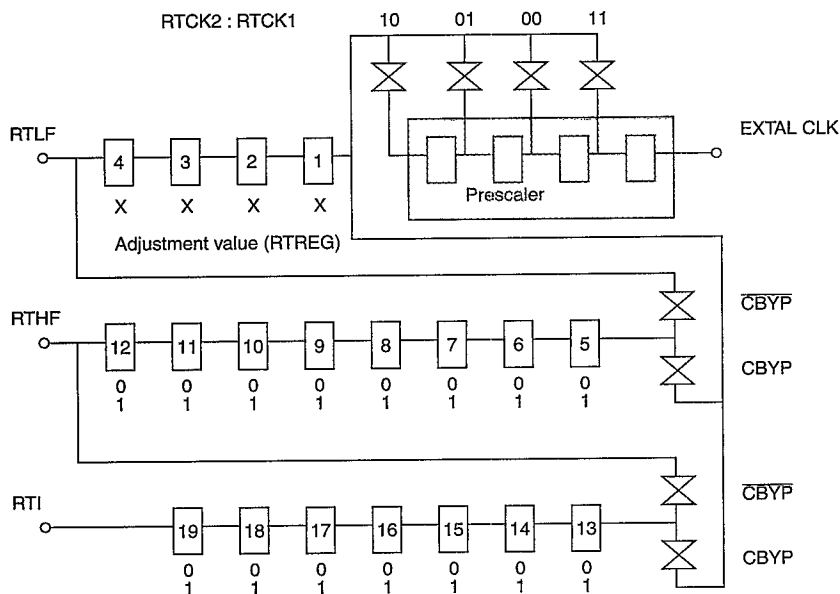 RTCK2 : RTCK1 10 01 00 11
RTLF
EXTAL CLK
4 3 2 1
X X X X
Prescaler
Adjustment value (RTREG)
CBYP
RTHF
12 11 10 9 8 7 6 5
CBYP
0 0 0 0 0 0 0 0
1 1 1 1 1 1 1 1
CBYP
RTI
19 18 17 16 15 14 13
CBYP
0 0 0 0 0 0 0
1 1 1 1 1 1 1